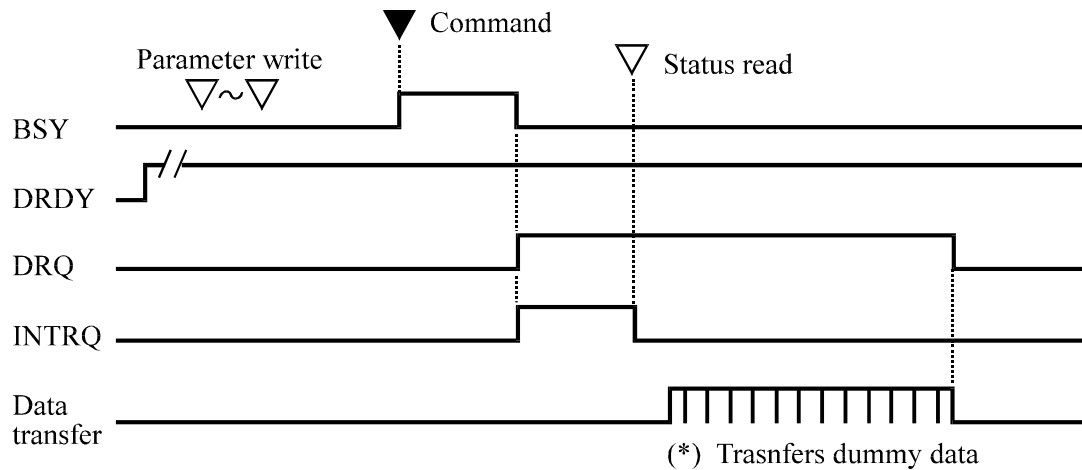 Command
Parameter write
Status read
BSY
DRDY
DRQ
INTRQ
Data
transfer
(*) Trasnfers dummy data